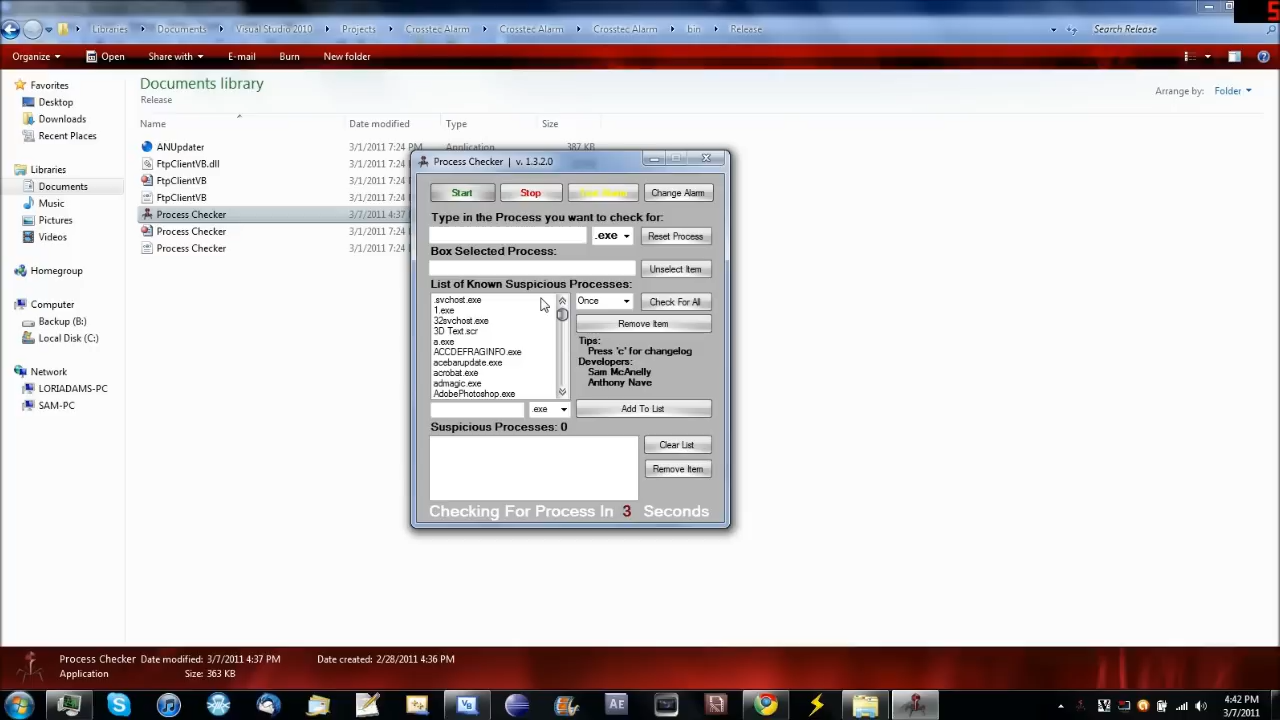 5
Libraries Documents Visual Studio 2010 Projects Crosstec Alarm Crosstec Alarm Crosstec Alarm bin Release Search Release
Organize Open Share with E-mail Burn New folder
Favorites
Desktop
Downloads
Recent Places
Libraries
Documents
Music
Pictures
Videos
Homegroup
Computer
Backup (B:)
Local Disk (C:)
Network
LORIADAMS-PC
SAM-PC
Documents library
Release
Arrange by: Folder
Name Date modified Type Size
ANUpdater 3/1/2011 7:24 PM Application 387 KB
FtpClientVB.dll 3/1/2011 7:24 PM
FtpClientVB 3/1/2011 7:24 PM
FtpClientVB 3/1/2011 7:24 PM
Process Checker 3/7/2011 4:37
Process Checker 3/1/2011 7:24 PM
Process Checker 3/1/2011 7:24 PM
Process Checker | v. 1.3.2.0
Start Stop Change Alarm
Type in the Process you want to check for:
.exe Reset Process
Box Selected Process:
Unselect Item
List of Known Suspicious Processes:
.svchost.exe
1.exe
32svchost.exe
3D Text.scr
a.exe
ACCDEFRAGINFO.exe
acebarupdate.exe
acrobat.exe
admagic.exe
AdobePhotoshop.exe
Once Check For All
Remove Item
Tips:
Press 'c' for changelog
Developers:
Sam McAnelly
Anthony Nave
.exe Add To List
Suspicious Processes: 0
Clear List
Remove Item
Checking For Process In 3 Seconds
Process Checker Date modified: 3/7/2011 4:37 PM Date created: 2/28/2011 4:36 PM
Application Size: 363 KB
VB
AE
4:42 PM
3/7/2011